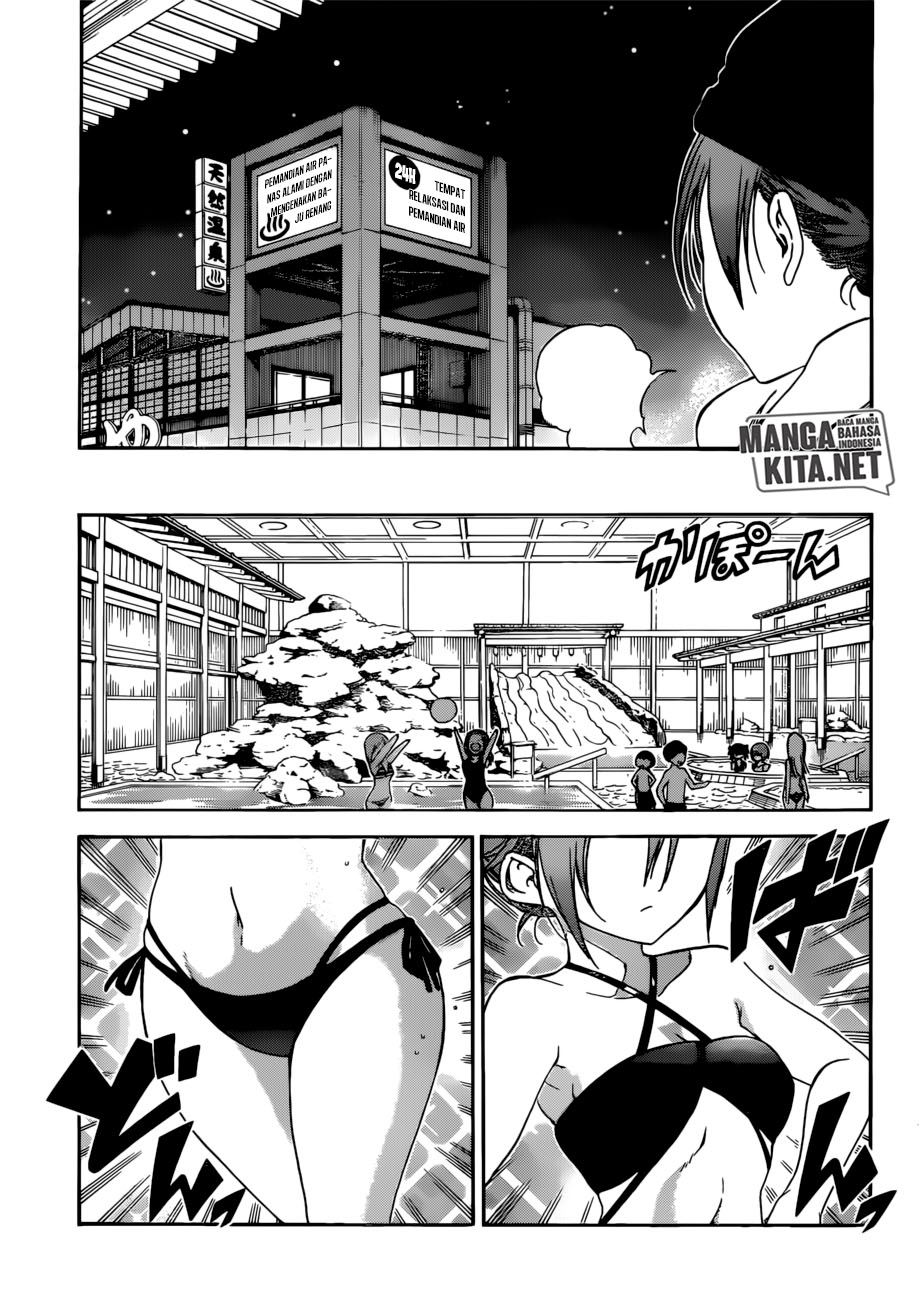 天然温泉
PEMANDIAN AIR PA-
NAS ALAMI DENGAN
MENGENAKAN BA-
JU RENANG
24H
TEMPAT
RELAKSASI DAN
PEMANDIAN AIR
MANGA
KITA.NET
BACA MANGA
BAHASA
INDONESIA
かぽーん
ばんっ
どんっ